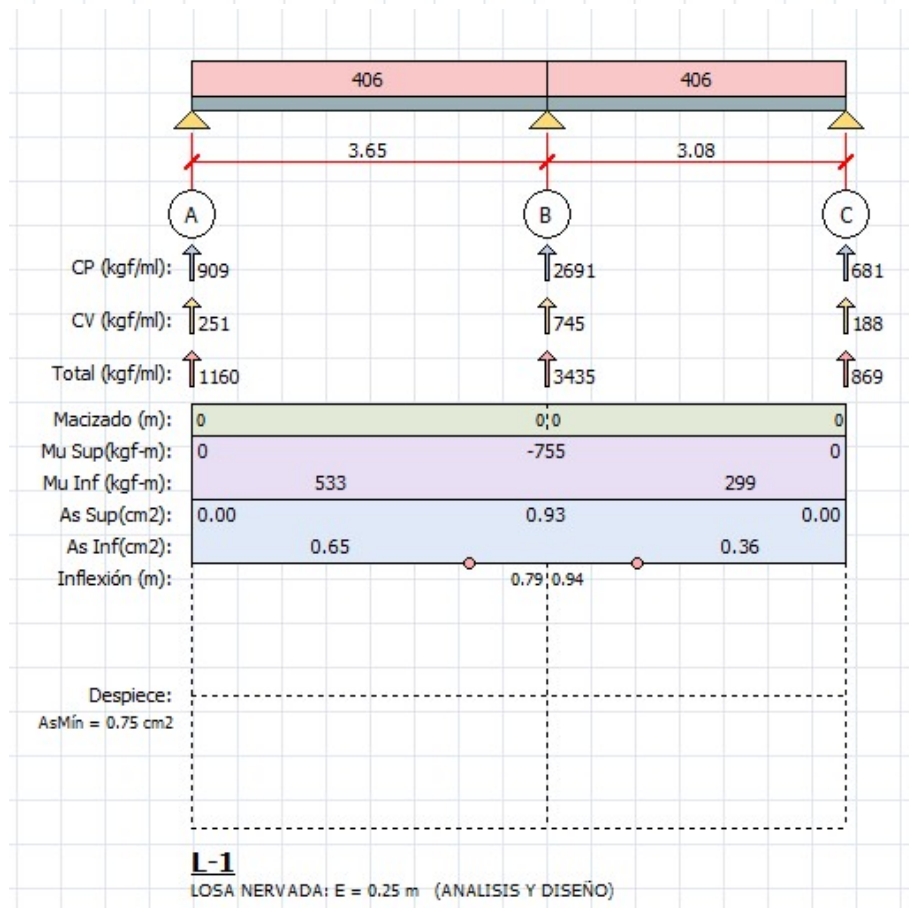 406 406
3.65 3.08
A B C
CP (kgf/ml): 909 2691 681
CV (kgf/ml): 251 745 188
Total (kgf/ml): 1160 3435 869
Macizado (m): 0 0 0 0
Mu Sup(kgf-m): 0 -755 0
Mu Inf (kgf-m): 533 299
As Sup(cm2): 0.00 0.93 0.00
As Inf(cm2): 0.65 0.36
Inflexión (m): 0.79 0.94
Despiece:
AsMín = 0.75 cm2
L-1
LOSA NERVADA: E = 0.25 m (ANALISIS Y DISEÑO)